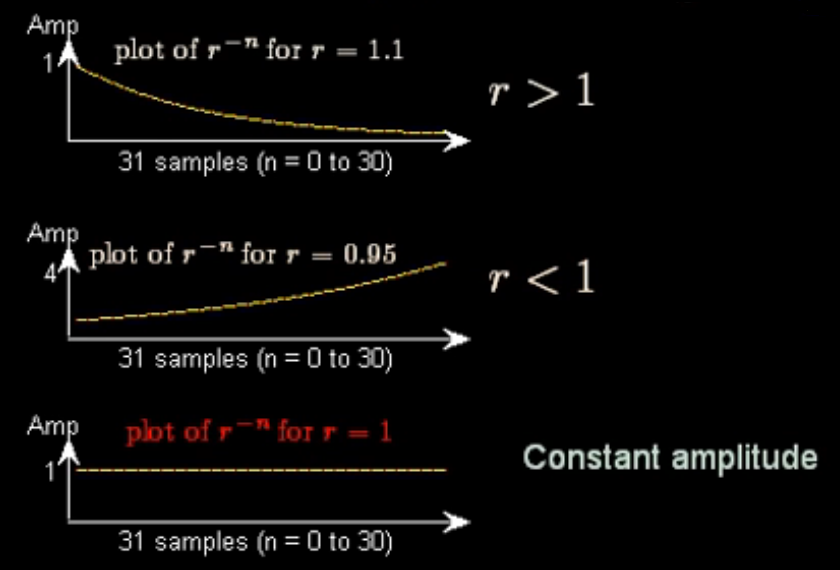 Amp
1
plot of r⁻ⁿ for r = 1.1
r > 1
31 samples (n = 0 to 30)
Amp
4
plot of r⁻ⁿ for r = 0.95
r < 1
31 samples (n = 0 to 30)
Amp
1
plot of r⁻ⁿ for r = 1
Constant amplitude
31 samples (n = 0 to 30)